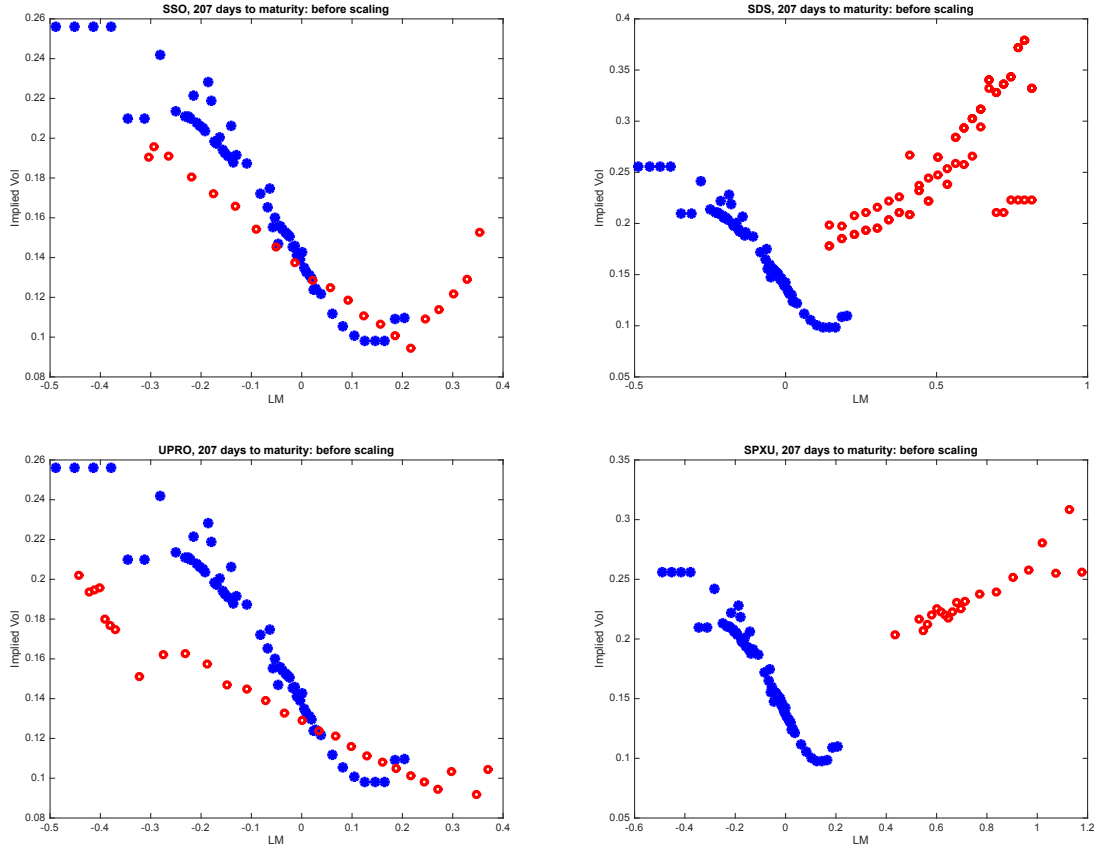 SSO, 207 days to maturity: before scaling
0.26
0.24
0.22
0.2
0.18
0.16
0.14
0.12
0.1
0.08
Implied Vol
-0.5 -0.4 -0.3 -0.2 -0.1 0 0.1 0.2 0.3 0.4
LM
SDS, 207 days to maturity: before scaling
0.4
0.35
0.3
0.25
0.2
0.15
0.1
0.05
Implied Vol
-0.5 0 0.5 1
LM
UPRO, 207 days to maturity: before scaling
0.26
0.24
0.22
0.2
0.18
0.16
0.14
0.12
0.1
0.08
Implied Vol
-0.5 -0.4 -0.3 -0.2 -0.1 0 0.1 0.2 0.3 0.4
LM
SPXU, 207 days to maturity: before scaling
0.35
0.3
0.25
0.2
0.15
0.1
0.05
Implied Vol
-0.6 -0.4 -0.2 0 0.2 0.4 0.6 0.8 1 1.2
LM